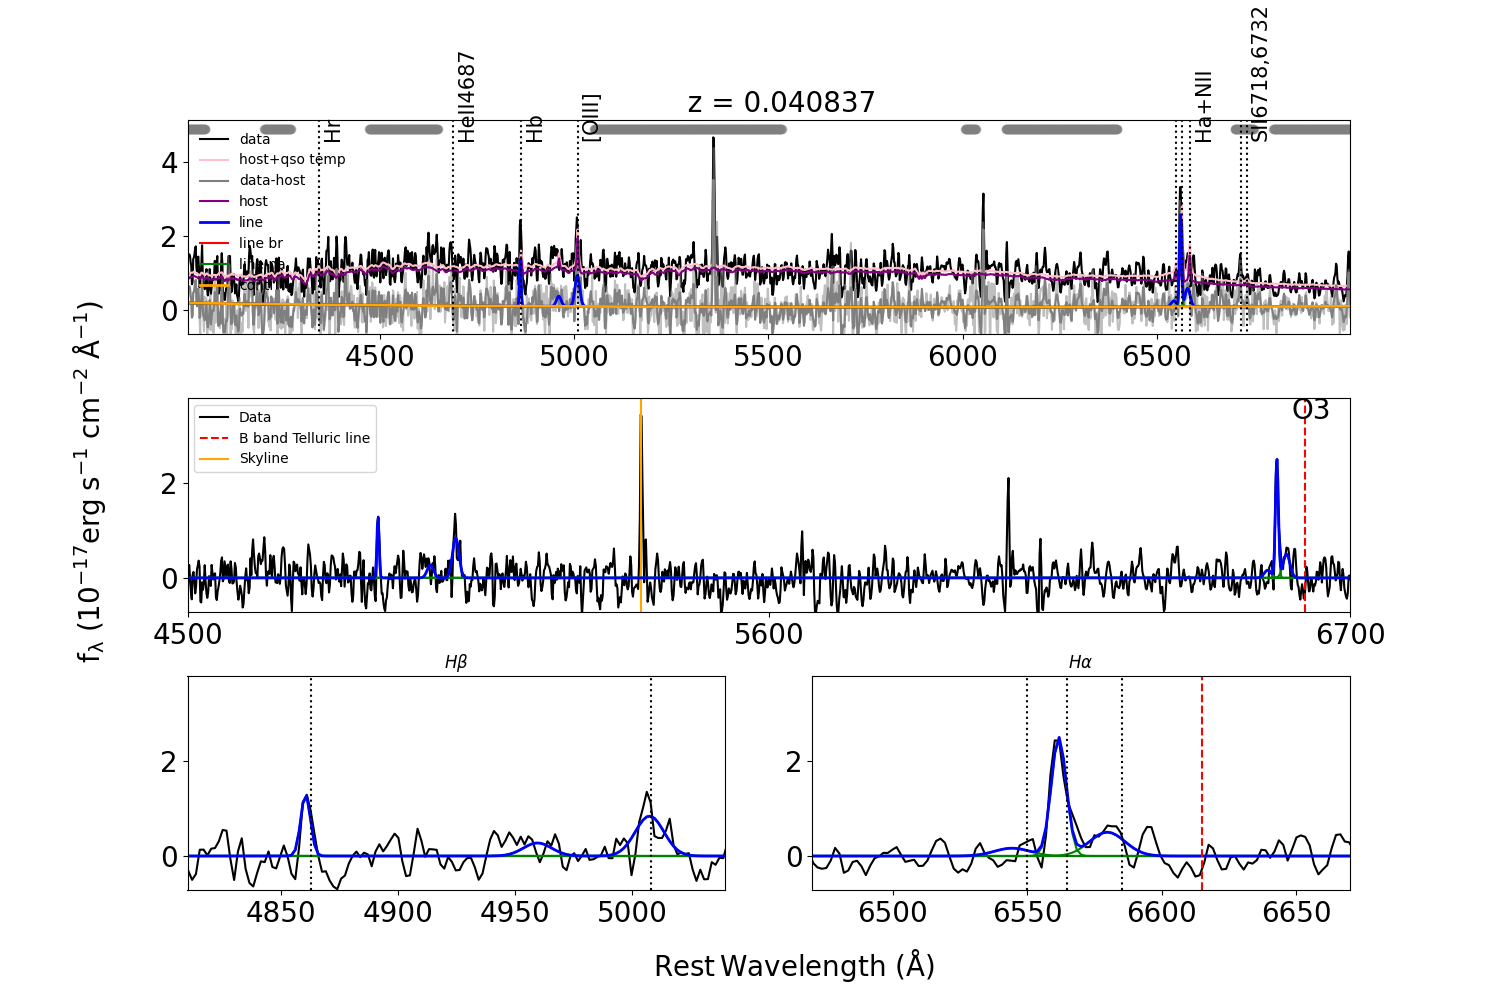 z = 0.040837
Hr
HeII4687
Hb
[OIII]
Ha+NII
SII6718,6732
data
host+qso temp
data-host
host
line
line br
4
2
0
4500
5000
5500
6000
6500
fλ (10−17erg s−1 cm−2 Å−1)
Data
B band Telluric line
Skyline
O3
2
0
4500
5600
6700
Hβ
2
0
4850
4900
4950
5000
Hα
2
0
6500
6550
6600
6650
Rest Wavelength (Å)